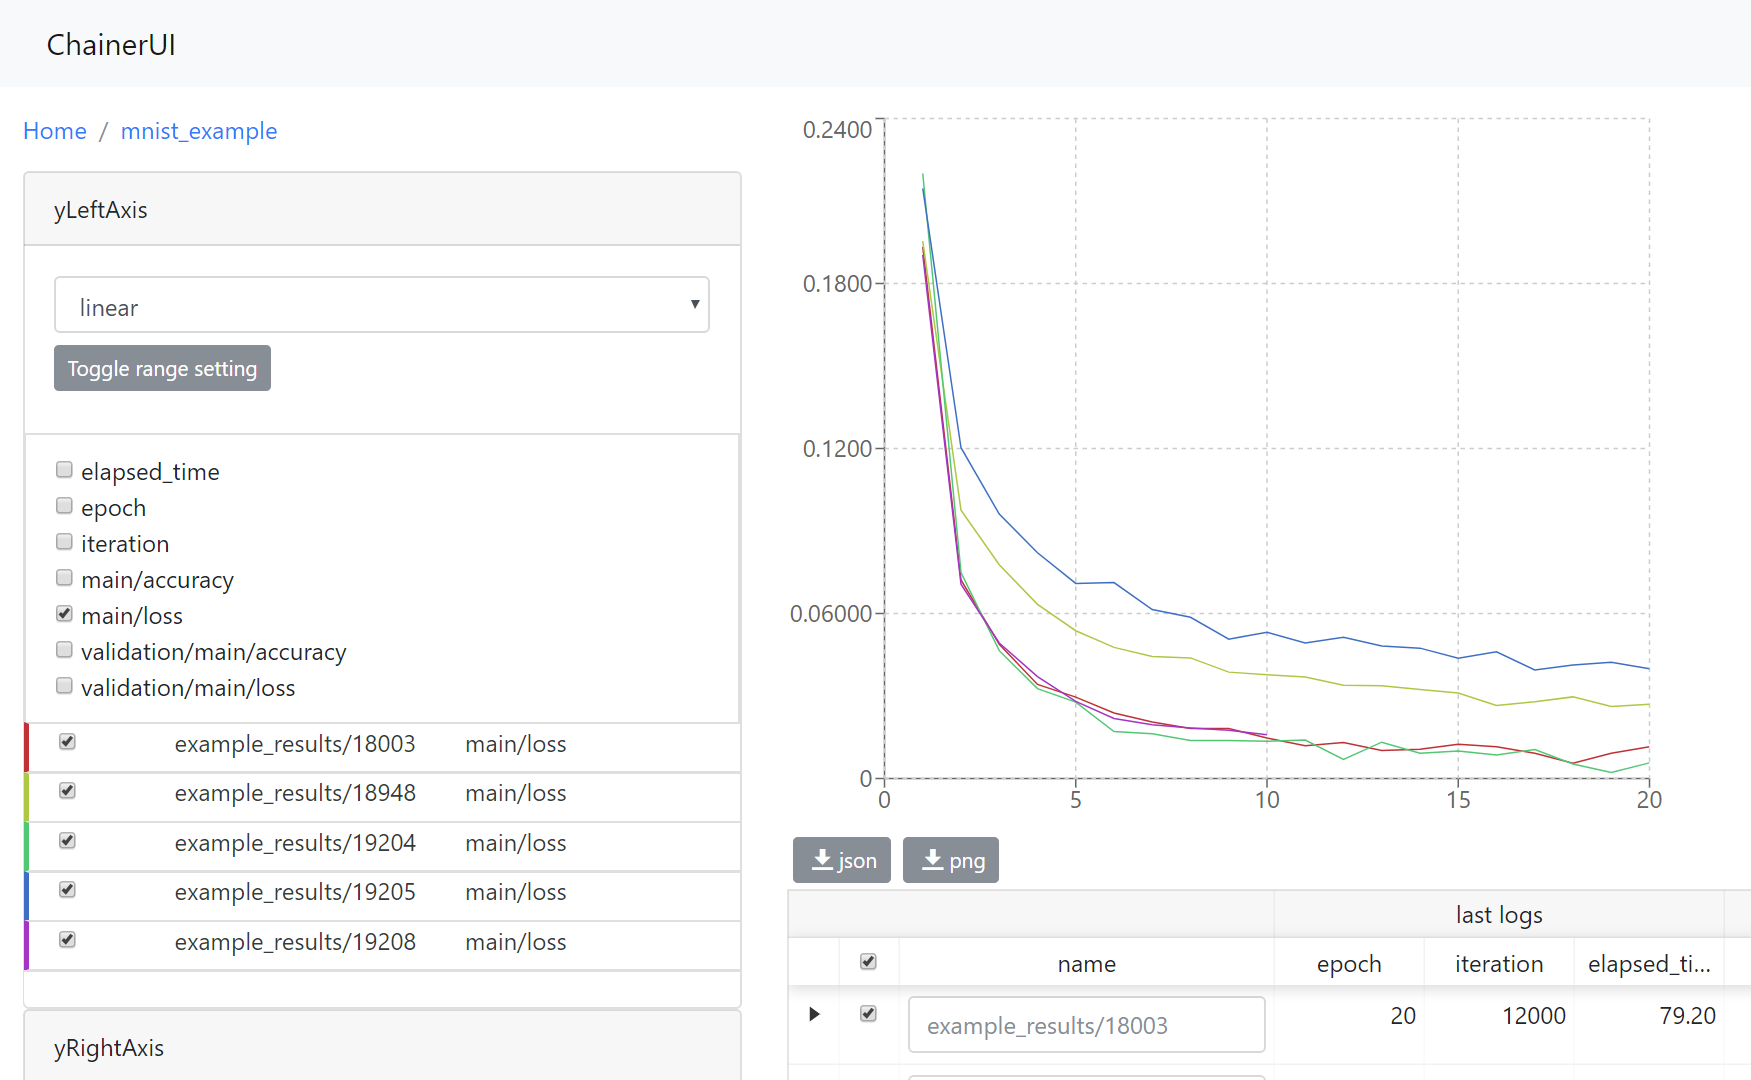 ChainerUI
Home / mnist_example
yLeftAxis
linear
Toggle range setting
elapsed_time
epoch
iteration
main/accuracy
main/loss
validation/main/accuracy
validation/main/loss
example_results/18003 main/loss
example_results/18948 main/loss
example_results/19204 main/loss
example_results/19205 main/loss
example_results/19208 main/loss
yRightAxis
0.2400
0.1800
0.1200
0.06000
0
0 5 10 15 20
json png
last logs
name epoch iteration elapsed_ti...
example_results/18003 20 12000 79.20